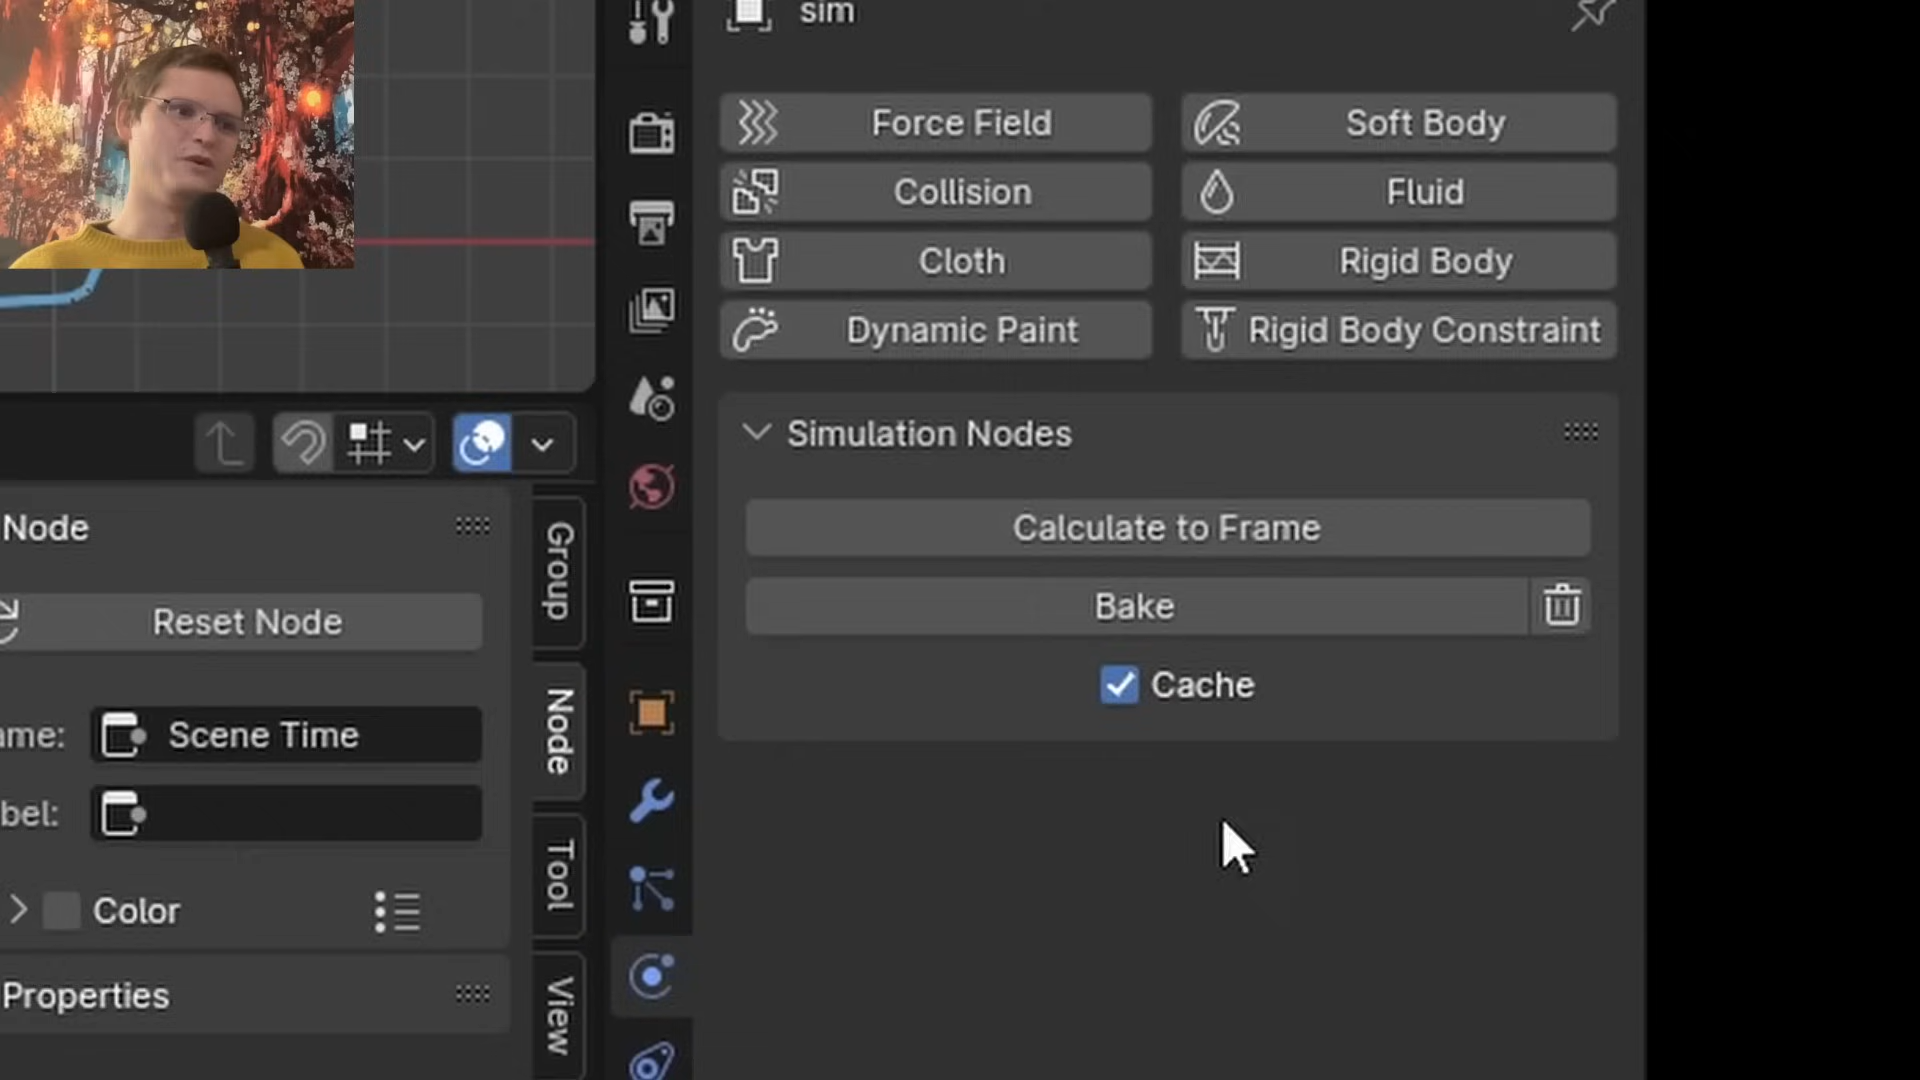 sim
Force Field
Soft Body
Collision
Fluid
Cloth
Rigid Body
Dynamic Paint
Rigid Body Constraint
Simulation Nodes
Calculate to Frame
Bake
Cache
Node
Reset Node
ame:
Scene Time
bel:
Color
Properties
Group
Node
Tool
View